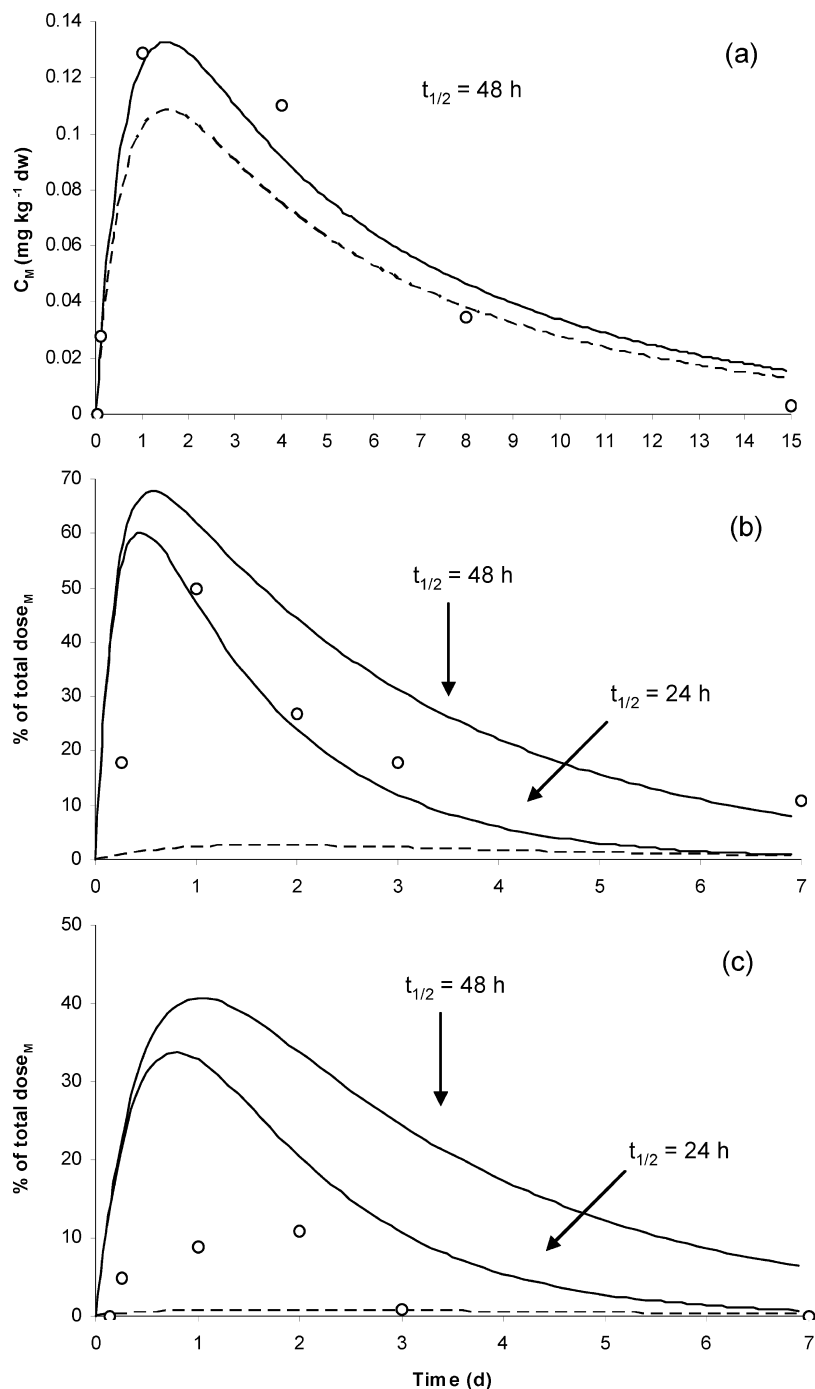 0.14
(a)
0.12
t1/2 = 48 h
0.1
0.08
CM (mg kg-1 dw)
0.06
0.04
0.02
0
0 1 2 3 4 5 6 7 8 9 10 11 12 13 14 15
70
(b)
60
t1/2 = 48 h
50
% of total doseM
40
t1/2 = 24 h
30
20
10
0
0 1 2 3 4 5 6 7
50
(c)
t1/2 = 48 h
40
% of total doseM
30
t1/2 = 24 h
20
10
0
0 1 2 3 4 5 6 7
Time (d)